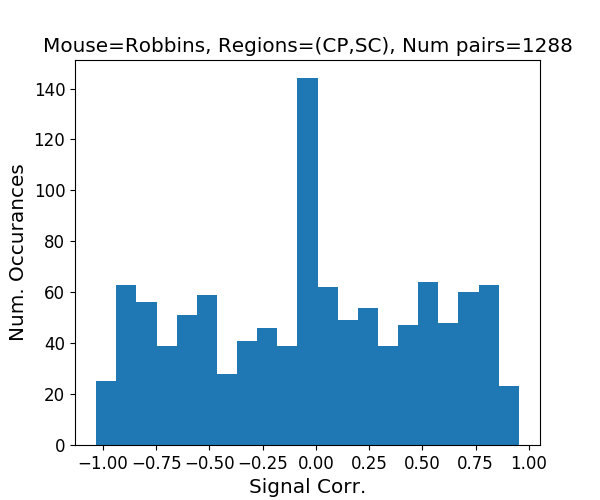 Mouse=Robbins, Regions=(CP,SC), Num pairs=1288
Num. Occurances
140
120
100
80
60
40
20
0
−1.00 −0.75 −0.50 −0.25 0.00 0.25 0.50 0.75 1.00
Signal Corr.